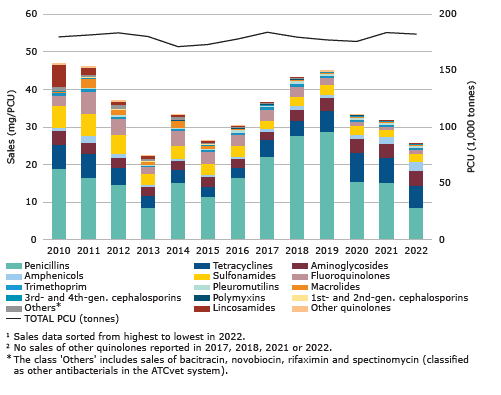 60
50
40
30
20
10
0
Sales (mg/PCU)
200
150
100
50
0
PCU (1,000 tonnes)
2010 2011 2012 2013 2014 2015 2016 2017 2018 2019 2020 2021 2022
Penicillins Tetracyclines Aminoglycosides
Amphenicols Sulfonamides Fluoroquinolones
Trimethoprim Pleuromutilins Macrolides
3rd- and 4th-gen. cephalosporins Polymyxins 1st- and 2nd-gen. cephalosporins
Others* Lincosamides Other quinolones
TOTAL PCU (tonnes)
¹ Sales data sorted from highest to lowest in 2022.
² No sales of other quinolones reported in 2017, 2018, 2021 or 2022.
* The class 'Others' includes sales of bacitracin, novobiocin, rifaximin and spectinomycin (classified
as other antibacterials in the ATCvet system).